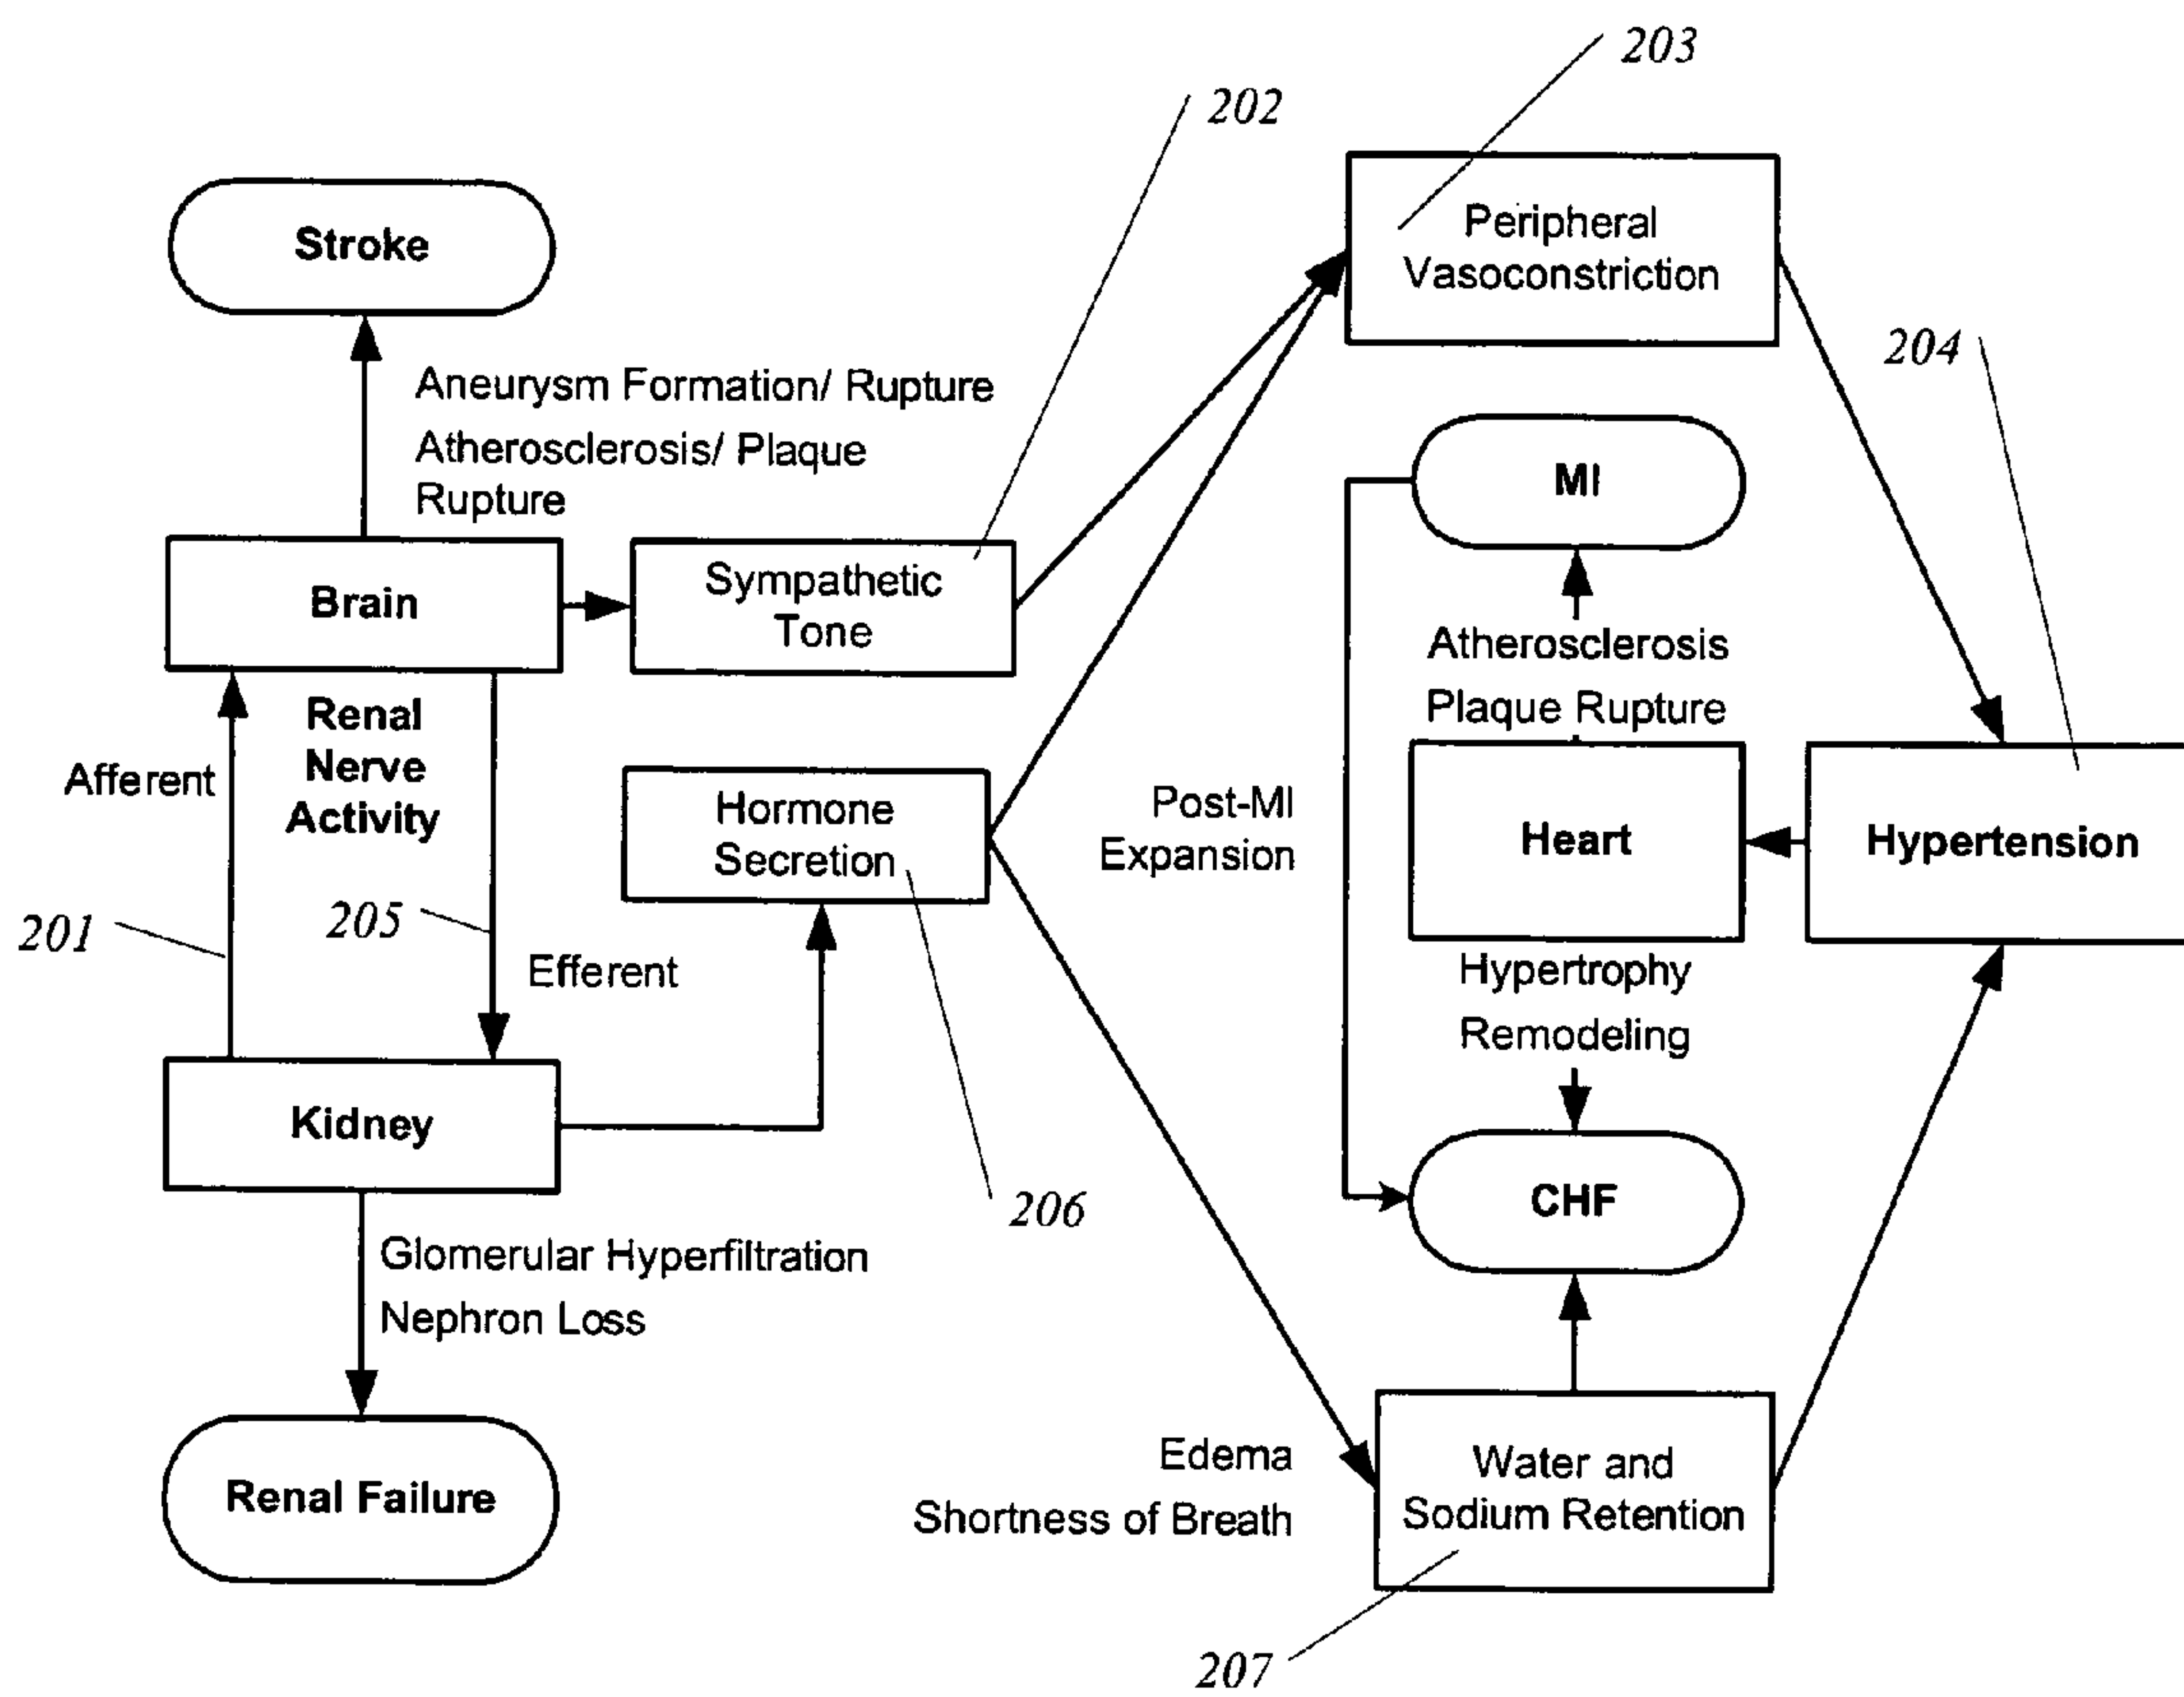 203
202
Peripheral
Vasoconstriction
Stroke
204
Aneurysm Formation/ Rupture
Atherosclerosis/ Plaque
Rupture
MI
Brain
Sympathetic
Tone
Atherosclerosis
Plaque Rupture
Renal
Nerve
Activity
Afferent
Hormone
Secretion
Post-MI
Expansion
Heart
Hypertension
201
205
Efferent
Hypertrophy
Remodeling
Kidney
206
CHF
Glomerular Hyperfiltration
Nephron Loss
Edema
Shortness of Breath
Water and
Sodium Retention
Renal Failure
207